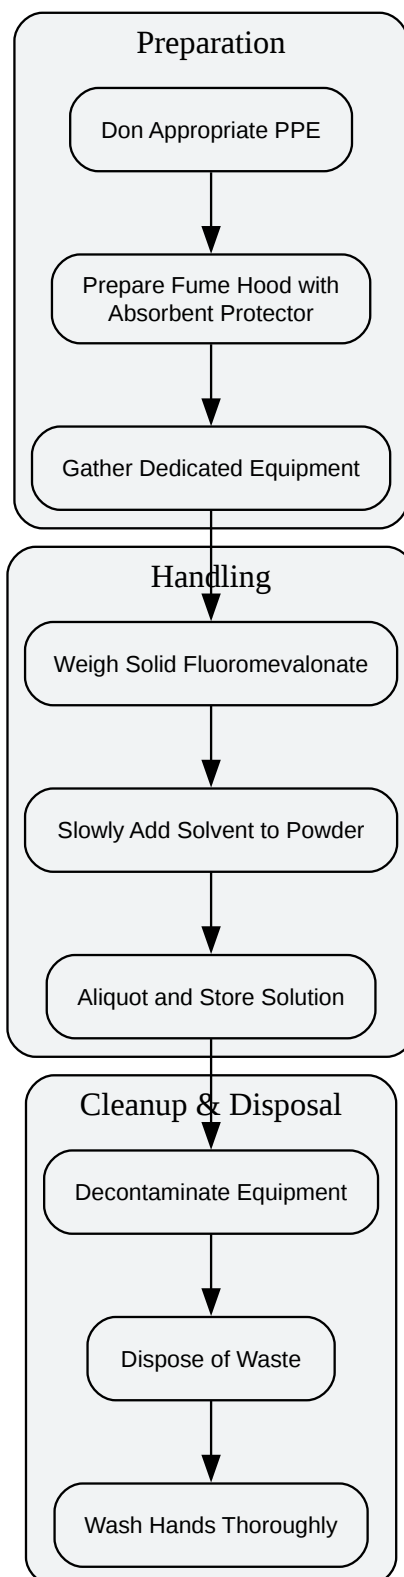 Preparation
Don Appropriate PPE
Prepare Fume Hood with
Absorbent Protector
Gather Dedicated Equipment
Handling
Weigh Solid Fluoromevalonate
Slowly Add Solvent to Powder
Aliquot and Store Solution
Cleanup & Disposal
Decontaminate Equipment
Dispose of Waste
Wash Hands Thoroughly